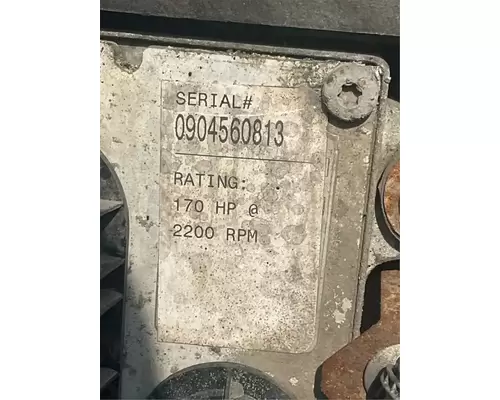 SERIAL#
0904560813
RATING:
170 HP @
2200 RPM